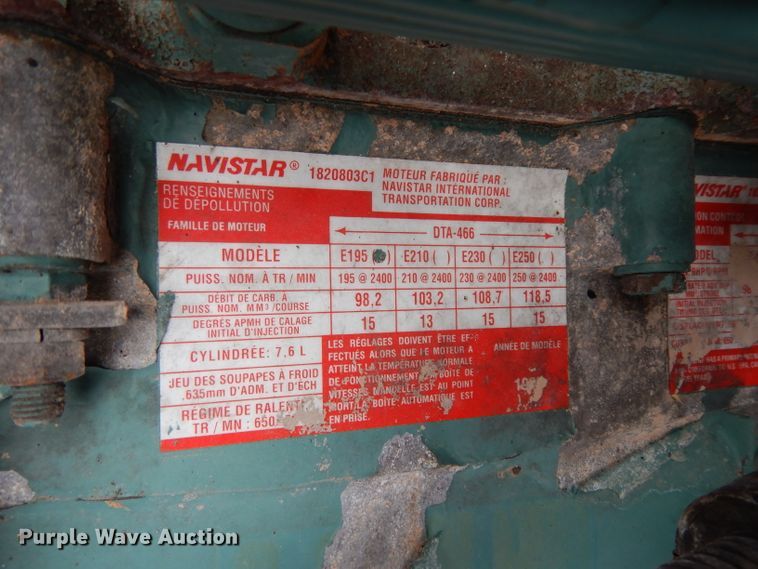 NAVISTAR® 1820803C1
MOTEUR FABRIQUÉ PAR :
NAVISTAR INTERNATIONAL
TRANSPORTATION CORP.
RENSEIGNEMENTS
DE DÉPOLLUTION
FAMILLE DE MOTEUR
DTA-466
MODÈLE E195 ( ) E210 ( ) E230 ( ) E250 ( )
PUISS. NOM. À TR / MIN 195 @ 2400 210 @ 2400 230 @ 2400 250 @ 2400
DÉBIT DE CARB. A
PUISS. NOM. MM3 /COURSE
98,2 103,2 108,7 118,5
DEGRÉS APMH DE CALAGE
INITIAL D'INJECTION
15 13 15 15
CYLINDRÉE: 7,6 L
JEU DES SOUPAPES À FROID
.635mm D'ADM. ET D'ÉCH
RÉGIME DE RALENTI
TR / MN : 650
LES RÉGLAGES DOIVENT ÊTRE EF-
FECTUÉS ALORS QUE LE MOTEUR A
ATTEINT LA TEMPÉRATURE NORMALE
DE FONCTIONNEMENT, BOÎTE DE
VITESSES MANUELLE EST AU POINT
MORT/LA BOÎTE AUTOMATIQUE EST
EN PRISE.
ANNÉE DE MODÈLE
NAVISTAR®
MODEL
Purple Wave Auction